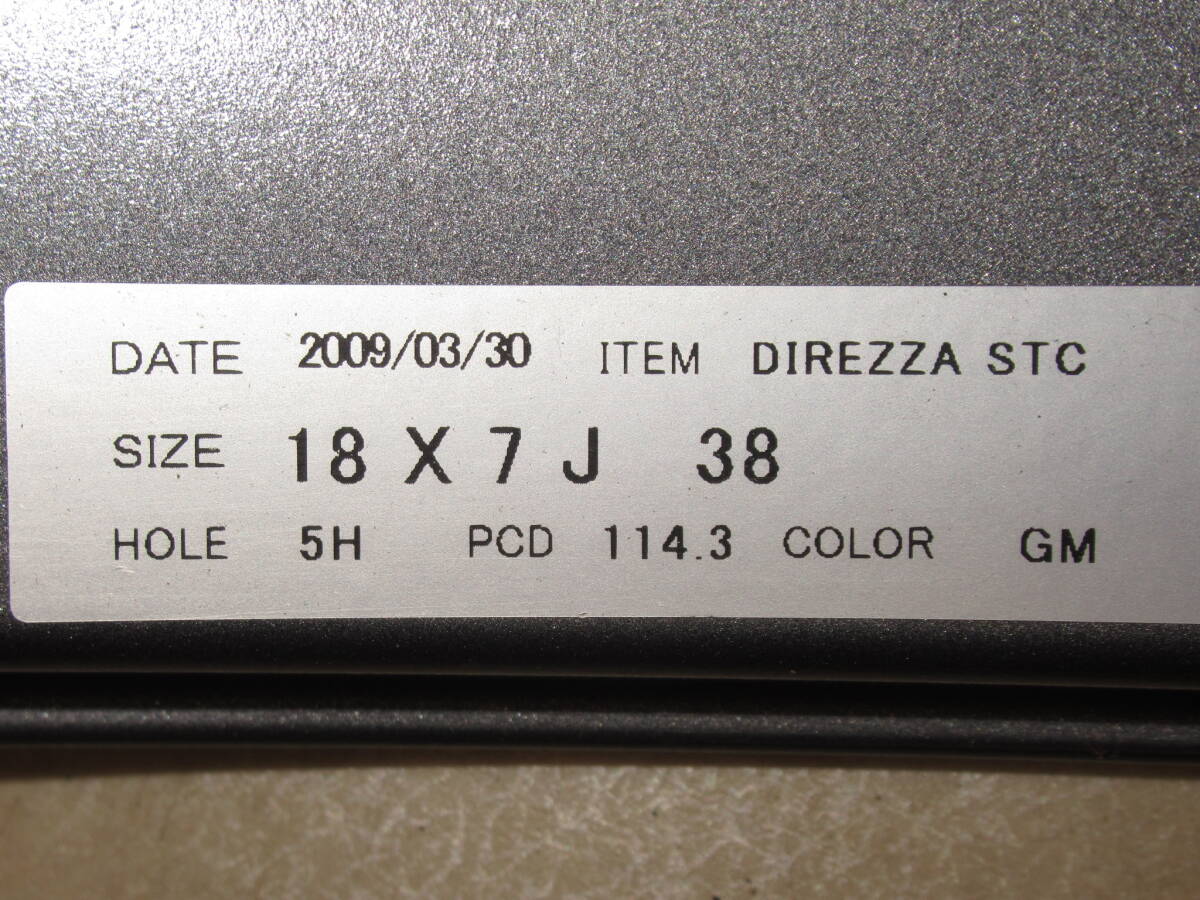 DATE 2009/03/30 ITEM DIREZZA STC
SIZE 18 X 7 J 38
HOLE 5H PCD 114.3 COLOR GM